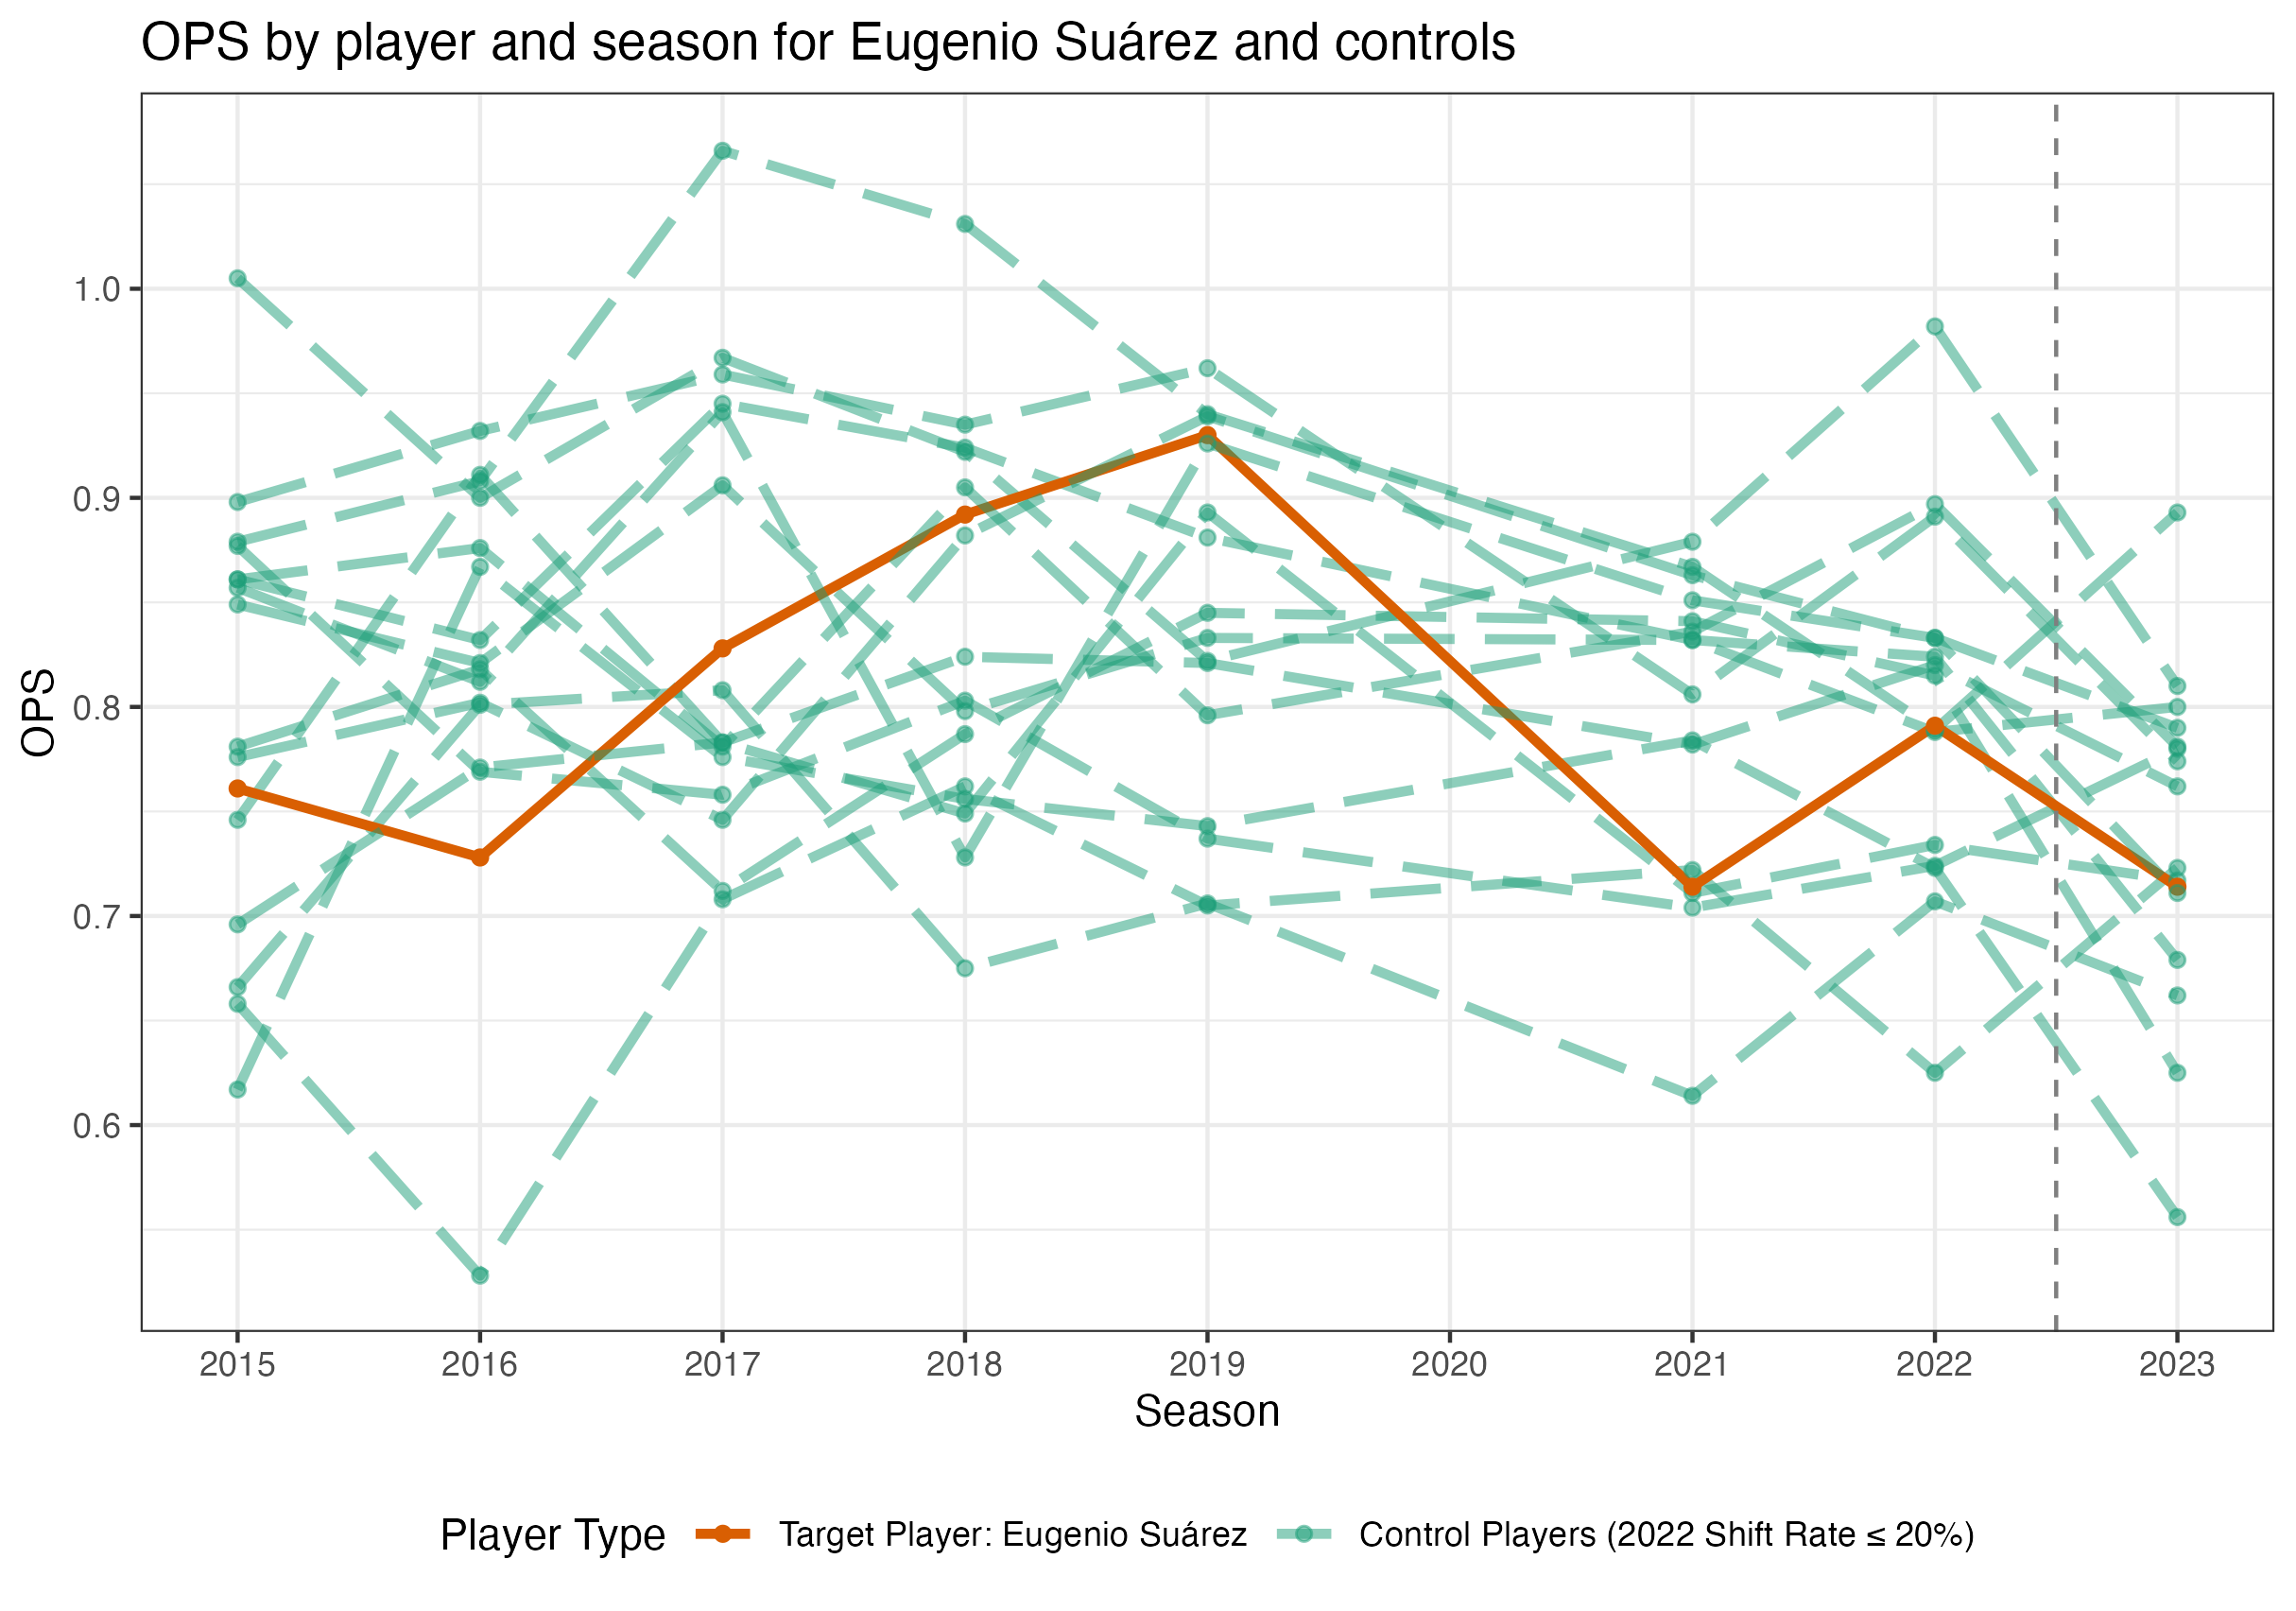 OPS by player and season for Eugenio Suárez and controls
OPS
1.0
0.9
0.8
0.7
0.6
2015 2016 2017 2018 2019 2020 2021 2022 2023
Season
Player Type Target Player: Eugenio Suárez Control Players (2022 Shift Rate ≤ 20%)